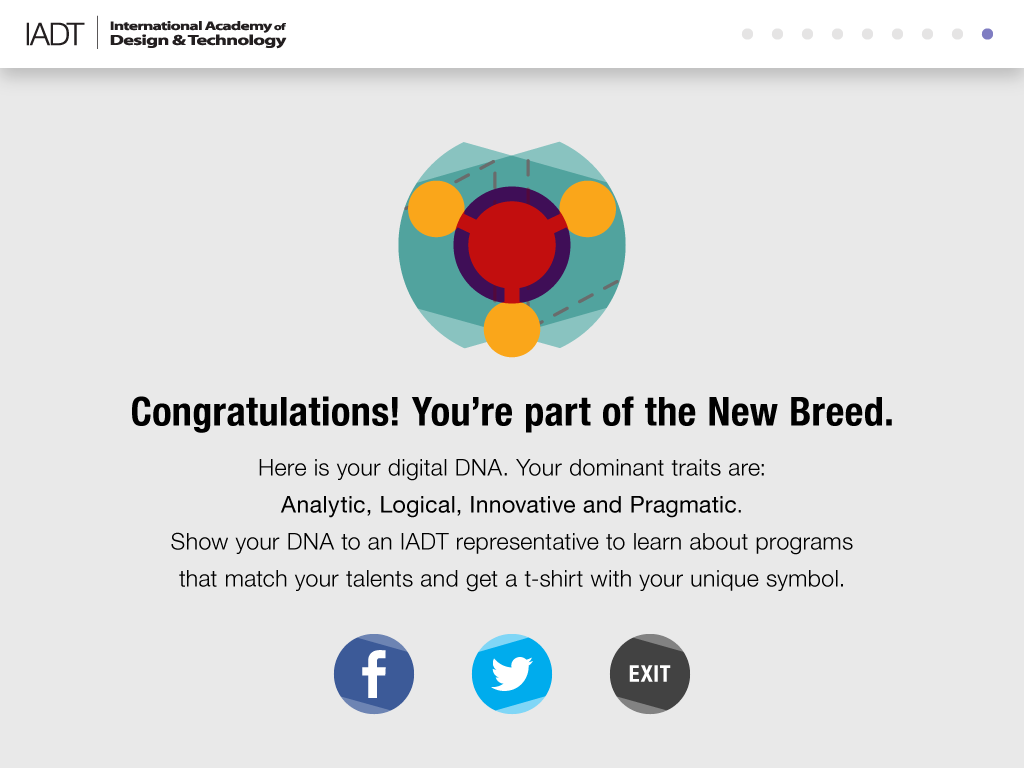 IADT
International Academy of
Design & Technology
Congratulations! You're part of the New Breed.
Here is your digital DNA. Your dominant traits are:
Analytic, Logical, Innovative and Pragmatic.
Show your DNA to an IADT representative to learn about programs
that match your talents and get a t-shirt with your unique symbol.
f
EXIT